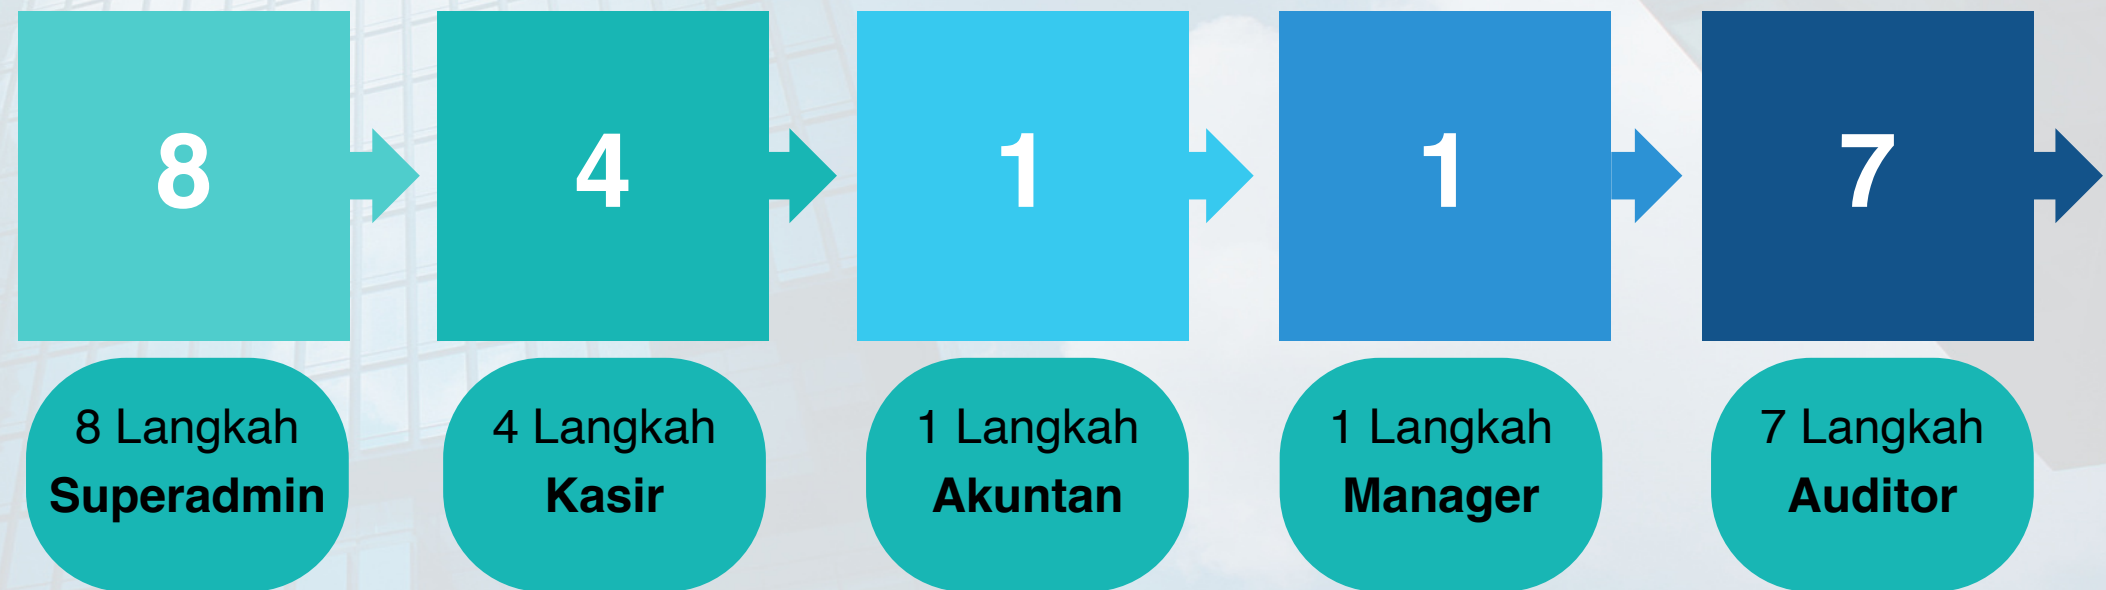 8
4
1
1
7
8 Langkah
Superadmin
4 Langkah
Kasir
1 Langkah
Akuntan
1 Langkah
Manager
7 Langkah
Auditor